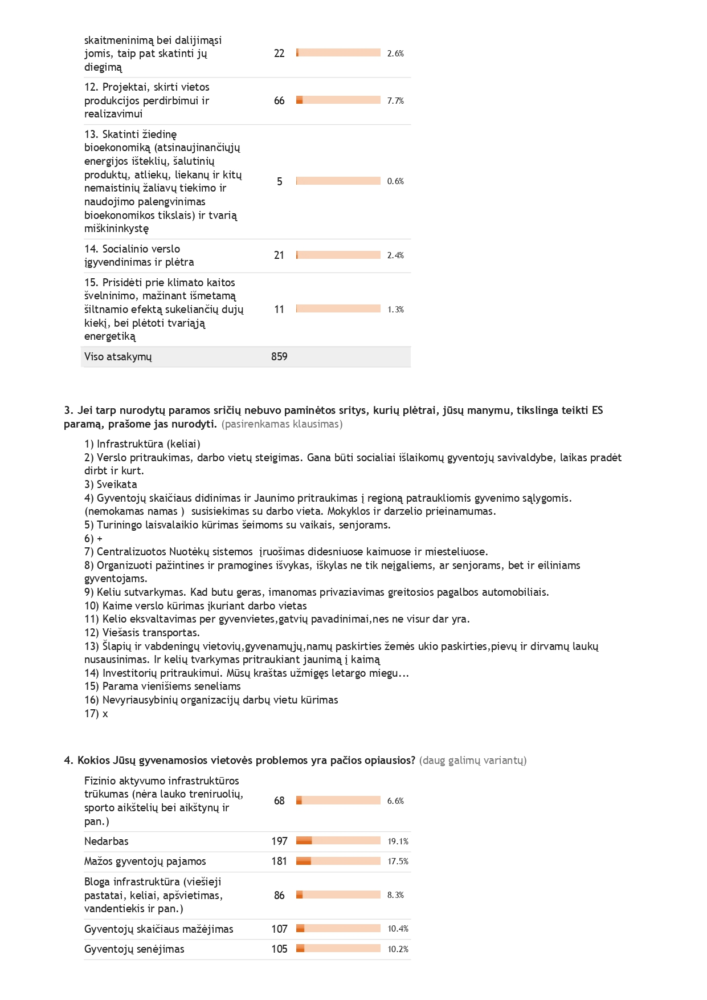 skaitmeninimą bei dalijimąsi
jomis, taip pat skatinti jų
diegimą
22 2.6%
12. Projektai, skirti vietos
produkcijos perdirbimui ir
realizavimui
66 7.7%
13. Skatinti žiedinę
bioekonomiką (atsinaujinančiųjų
energijos išteklių, šalutinių
produktų, atliekų, liekanų ir kitų
nemaistinių žaliavų tiekimo ir
naudojimo palengvinimas
bioekonomikos tikslais) ir tvarią
miškininkystę
5 0.6%
14. Socialinio verslo
įgyvendinimas ir plėtra
21 2.4%
15. Prisidėti prie klimato kaitos
švelninimo, mažinant išmetamą
šiltnamio efektą sukeliančių dujų
kiekį, bei plėtoti tvariąją
energetiką
11 1.3%
Viso atsakymų 859
3. Jei tarp nurodytų paramos sričių nebuvo paminėtos sritys, kurių plėtrai, jūsų manymu, tikslinga teikti ES
paramą, prašome jas nurodyti. (pasirenkamas klausimas)
1) Infrastruktūra (keliai)
2) Verslo pritraukimas, darbo vietų steigimas. Gana būti socialiai išlaikomų gyventojų savivaldybe, laikas pradėt
dirbt ir kurt.
3) Sveikata
4) Gyventojų skaičiaus didinimas ir Jaunimo pritraukimas į regioną patraukliomis gyvenimo sąlygomis.
(nemokamas namas )  susisiekimas su darbo vieta. Mokyklos ir darzelio prieinamumas.
5) Turiningo laisvalaikio kūrimas šeimoms su vaikais, senjorams.
6) +
7) Centralizuotos Nuotėkų sistemos  įruošimas didesniuose kaimuose ir miesteliuose.
8) Organizuoti pažintines ir pramogines išvykas, iškylas ne tik neįgaliems, ar senjorams, bet ir eiliniams
gyventojams.
9) Keliu sutvarkymas. Kad butu geras, imanomas privaziavimas greitosios pagalbos automobiliais.
10) Kaime verslo kūrimas įkuriant darbo vietas
11) Kelio eksvaltavimas per gyvenvietes,gatvių pavadinimai,nes ne visur dar yra.
12) Viešasis transportas.
13) Šlapių ir vabdeningų vietovių,gyvenamųjų,namų paskirties žemės ukio paskirties,pievų ir dirvamų laukų
nusausinimas. Ir kelių tvarkymas pritraukiant jaunimą į kaimą
14) Investitorių pritraukimui. Mūsų kraštas užmigęs letargo miegu...
15) Parama vienišiems seneliams
16) Nevyriausybinių organizacijų darbų vietu kūrimas
17) x
4. Kokios Jūsų gyvenamosios vietovės problemos yra pačios opiausios? (daug galimų variantų)
Fizinio aktyvumo infrastruktūros
trūkumas (nėra lauko treniruolių,
sporto aikštelių bei aikštynų ir
pan.)
68 6.6%
Nedarbas 197 19.1%
Mažos gyventojų pajamos 181 17.5%
Bloga infrastruktūra (viešieji
pastatai, keliai, apšvietimas,
vandentiekis ir pan.)
86 8.3%
Gyventojų skaičiaus mažėjimas 107 10.4%
Gyventojų senėjimas 105 10.2%